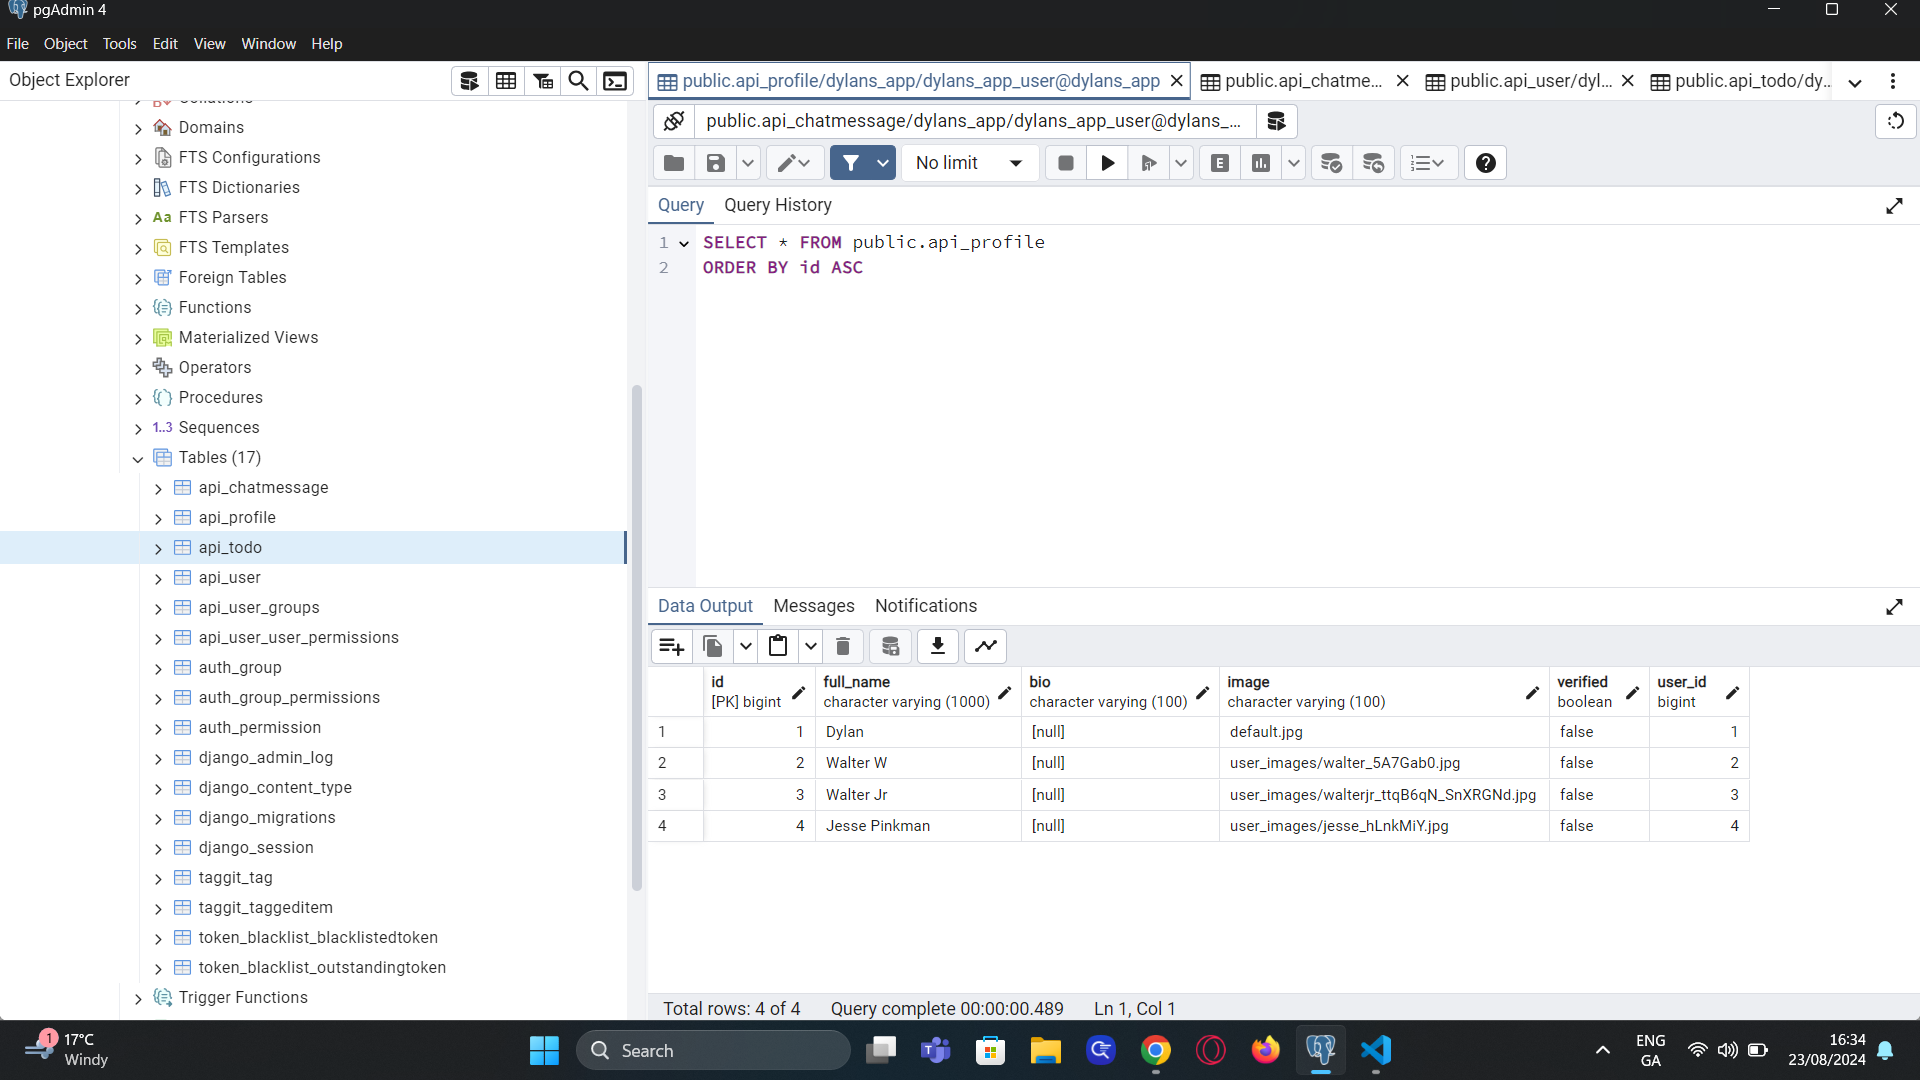 pgAdmin 4
File Object Tools Edit View Window Help
Object Explorer
public.api_profile/dylans_app/dylans_app_user@dylans_app
public.api_chatme...
public.api_user/dyl...
public.api_todo/dy...
public.api_chatmessage/dylans_app/dylans_app_user@dylans_...
No limit
E
Query Query History
1 SELECT * FROM public.api_profile
2 ORDER BY id ASC
Collations
Domains
FTS Configurations
FTS Dictionaries
Aa FTS Parsers
FTS Templates
Foreign Tables
Functions
Materialized Views
Operators
Procedures
1..3 Sequences
Tables (17)
api_chatmessage
api_profile
api_todo
api_user
api_user_groups
api_user_user_permissions
auth_group
auth_group_permissions
auth_permission
django_admin_log
django_content_type
django_migrations
django_session
taggit_tag
taggit_taggeditem
token_blacklist_blacklistedtoken
token_blacklist_outstandingtoken
Trigger Functions
Data Output Messages Notifications
id full_name bio image verified user_id
[PK] bigint character varying (1000) character varying (100) character varying (100) boolean bigint
1 1 Dylan [null] default.jpg false 1
2 2 Walter W [null] user_images/walter_5A7Gab0.jpg false 2
3 3 Walter Jr [null] user_images/walterjr_ttqB6qN_SnXRGNd.jpg false 3
4 4 Jesse Pinkman [null] user_images/jesse_hLnkMiY.jpg false 4
Total rows: 4 of 4 Query complete 00:00:00.489 Ln 1, Col 1
1
17°C
Windy
Search
ENG
GA
16:34
23/08/2024